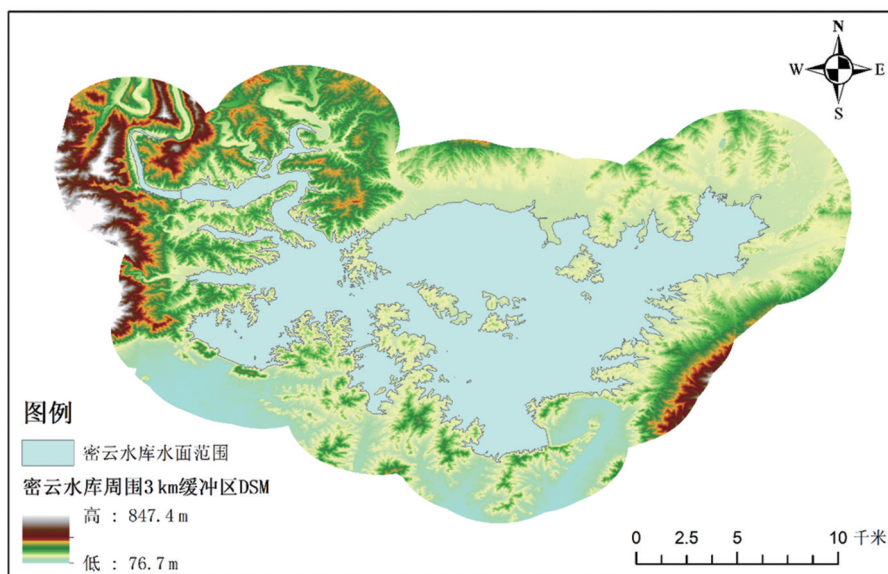 N
W E
S
图例
密云水库水面范围
密云水库周围3 km缓冲区DSM
高 : 847.4 m
低 : 76.7 m
0 2.5 5 10 千米